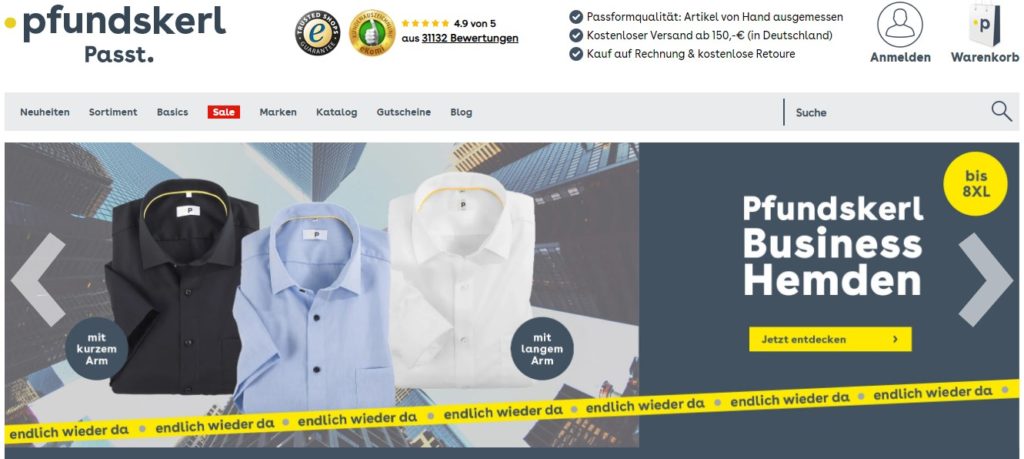 pfundskerl
Passt.
TRUSTED SHOPS
GUARANTEE
ekomi
4.9 von 5
aus 31132 Bewertungen
Passformqualität: Artikel von Hand ausgemessen
Kostenloser Versand ab 150,-€ (in Deutschland)
Kauf auf Rechnung & kostenlose Retoure
Anmelden
p
Warenkorb
Neuheiten Sortiment Basics Sale Marken Katalog Gutscheine Blog
Suche
bis
8XL
Pfundskerl
Business
Hemden
Jetzt entdecken
P
P
P
mit
kurzem
Arm
mit
langem
Arm
endlich wieder da endlich wieder da endlich wieder da endlich wieder da endlich wieder da endlich wieder da endlich wieder da